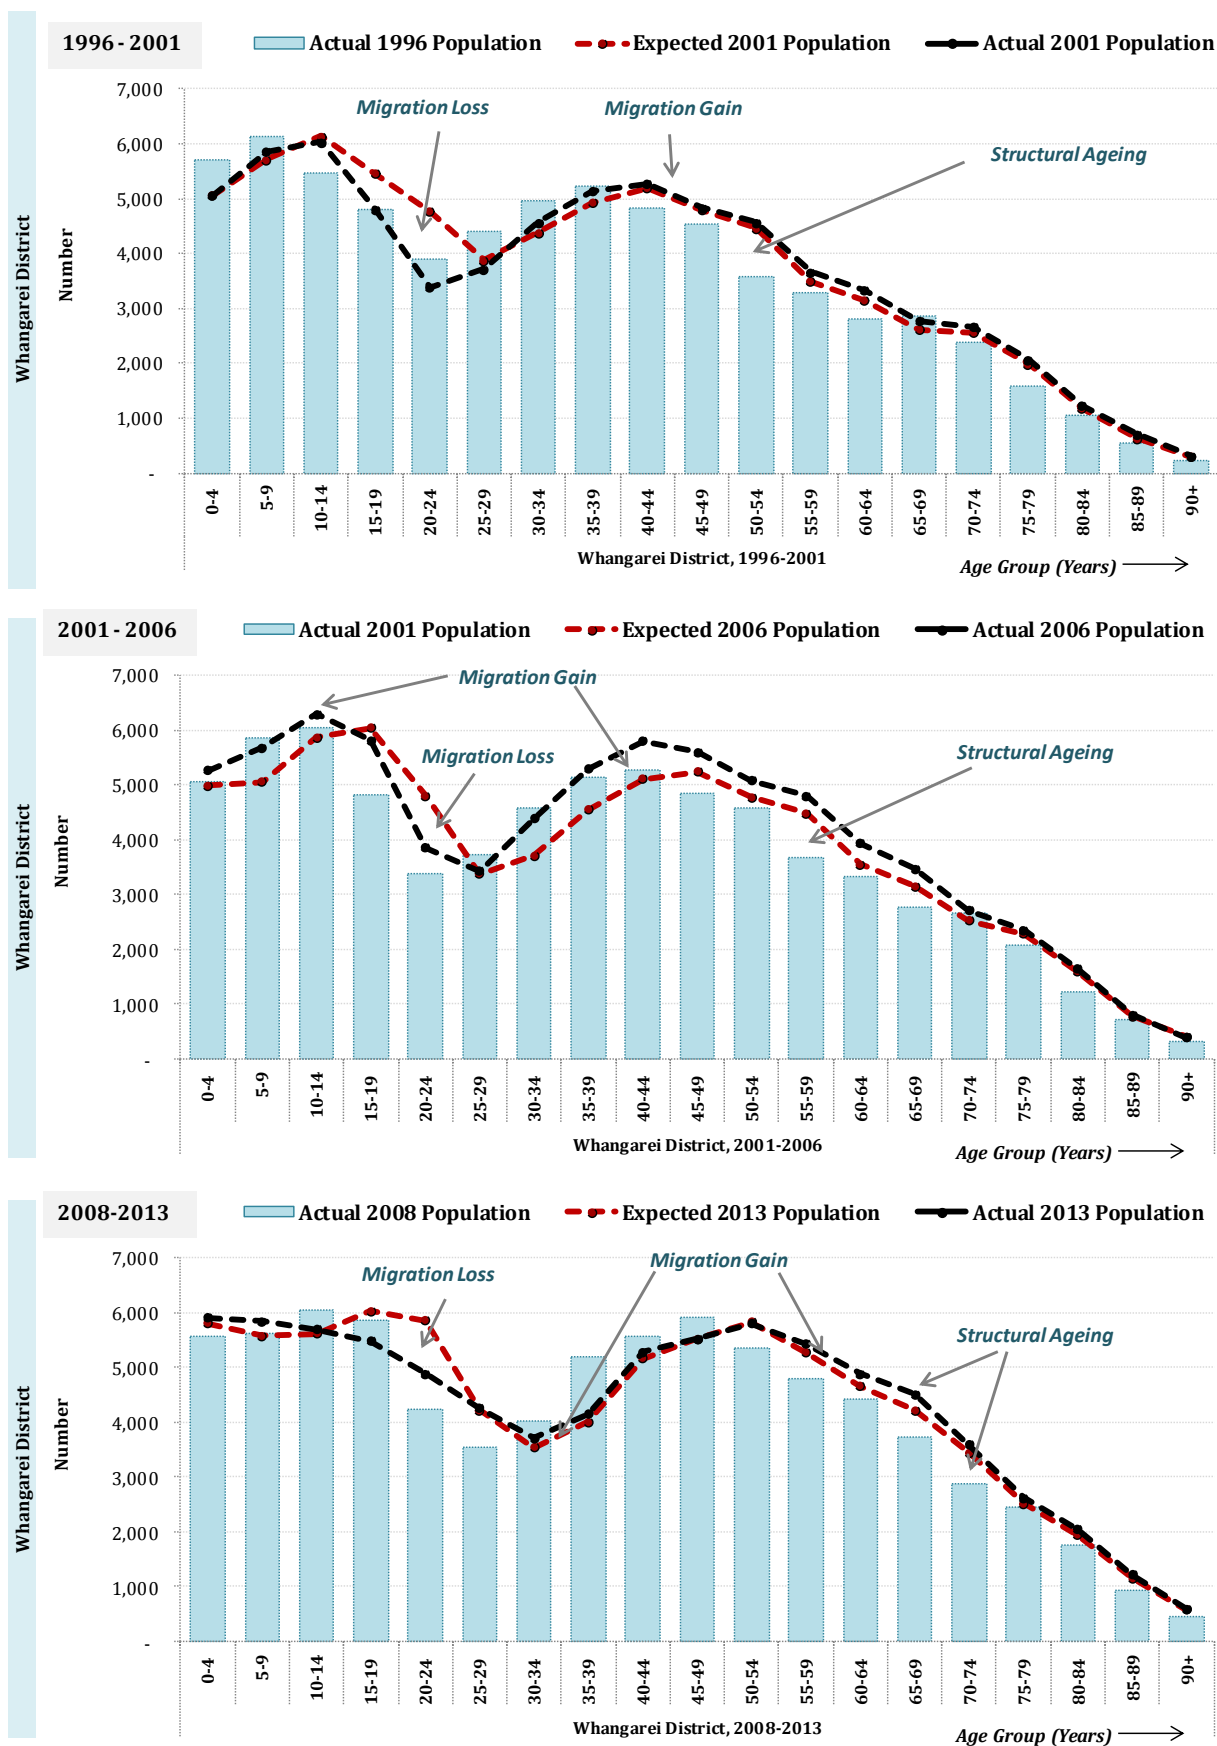 1996 - 2001
Actual 1996 Population
Expected 2001 Population
Actual 2001 Population
Whangarei District
Number
7,000
6,000
5,000
4,000
3,000
2,000
1,000
-
Migration Loss
Migration Gain
Structural Ageing
0-4
5-9
10-14
15-19
20-24
25-29
30-34
35-39
40-44
45-49
50-54
55-59
60-64
65-69
70-74
75-79
80-84
85-89
90+
Whangarei District, 1996-2001
Age Group (Years)
2001 - 2006
Actual 2001 Population
Expected 2006 Population
Actual 2006 Population
Whangarei District
Number
7,000
6,000
5,000
4,000
3,000
2,000
1,000
-
Migration Gain
Migration Loss
Structural Ageing
0-4
5-9
10-14
15-19
20-24
25-29
30-34
35-39
40-44
45-49
50-54
55-59
60-64
65-69
70-74
75-79
80-84
85-89
90+
Whangarei District, 2001-2006
Age Group (Years)
2008-2013
Actual 2008 Population
Expected 2013 Population
Actual 2013 Population
Whangarei District
Number
7,000
6,000
5,000
4,000
3,000
2,000
1,000
-
Migration Loss
Migration Gain
Structural Ageing
0-4
5-9
10-14
15-19
20-24
25-29
30-34
35-39
40-44
45-49
50-54
55-59
60-64
65-69
70-74
75-79
80-84
85-89
90+
Whangarei District, 2008-2013
Age Group (Years)